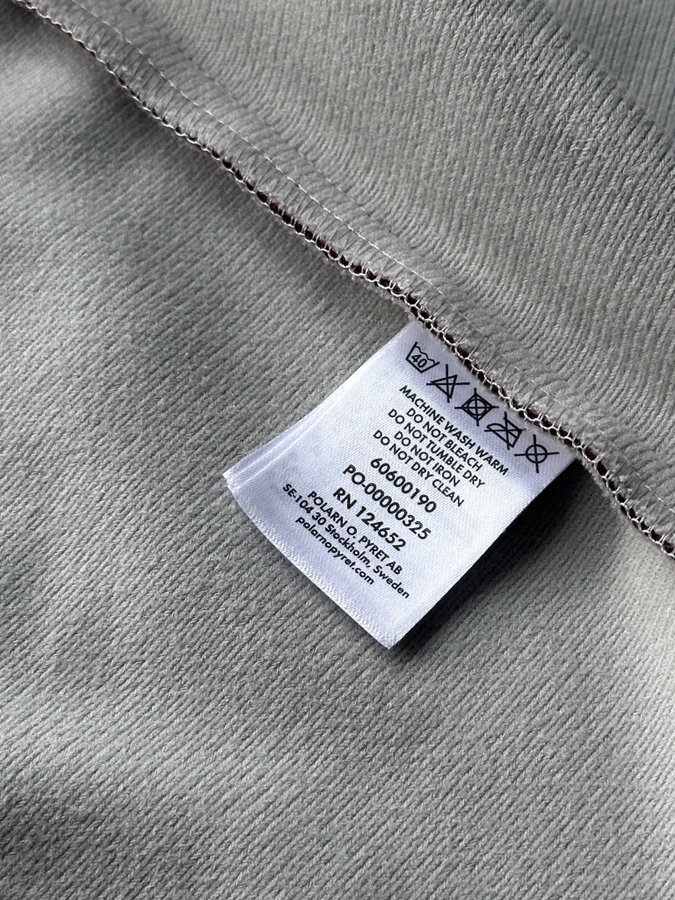 40
MACHINE WASH WARM
DO NOT BLEACH
DO NOT TUMBLE DRY
DO NOT IRON
DO NOT DRY CLEAN
60600190
PO-00000325
RN 124652
POLARN O. PYRET AB
SE-104 30 Stockholm, Sweden
polarnopyret.com